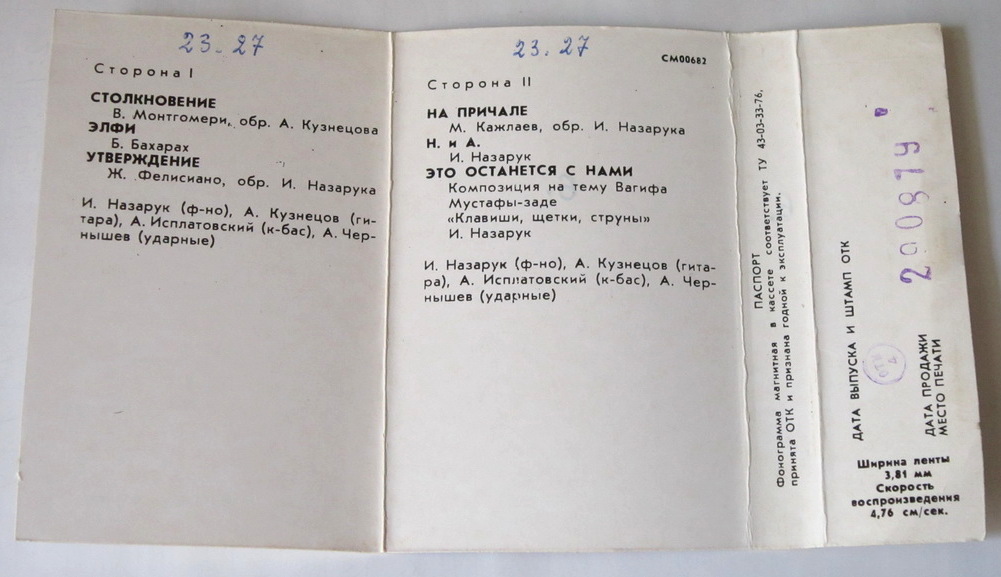 23-27
Сторона I
СТОЛКНОВЕНИЕ
В. Монтгомери, обр. А. Кузнецова
ЭЛФИ
Б. Бахарах
УТВЕРЖДЕНИЕ
Ж. Фелисиано, обр. И. Назарука
И. Назарук (ф-но), А. Кузнецов (ги-
тара), А. Исплатовский (к-бас), А. Чер-
нышев (ударные)
23.27
СМ00682
Сторона II
НА ПРИЧАЛЕ
М. Кажлаев, обр. И. Назарука
Н. и А.
И. Назарук
ЭТО ОСТАНЕТСЯ С НАМИ
Композиция на тему Вагифа
Мустафы-заде
«Клавиши, щетки, струны»
И. Назарук
И. Назарук (ф-но), А. Кузнецов (гита-
ра), А. Исплатовский (к-бас), А. Чер-
нышев (ударные)
ПАСПОРТ
Фонограмма магнитная в кассете соответствует ТУ 43-03-33-76,
принята ОТК и признана годной к эксплуатации.
ДАТА ВЫПУСКА И ШТАМП ОТК
ОТК
4
290879
ДАТА ПРОДАЖИ
МЕСТО ПЕЧАТИ
Ширина ленты
3,81 мм
Скорость
воспроизведения
4,76 см/сек.